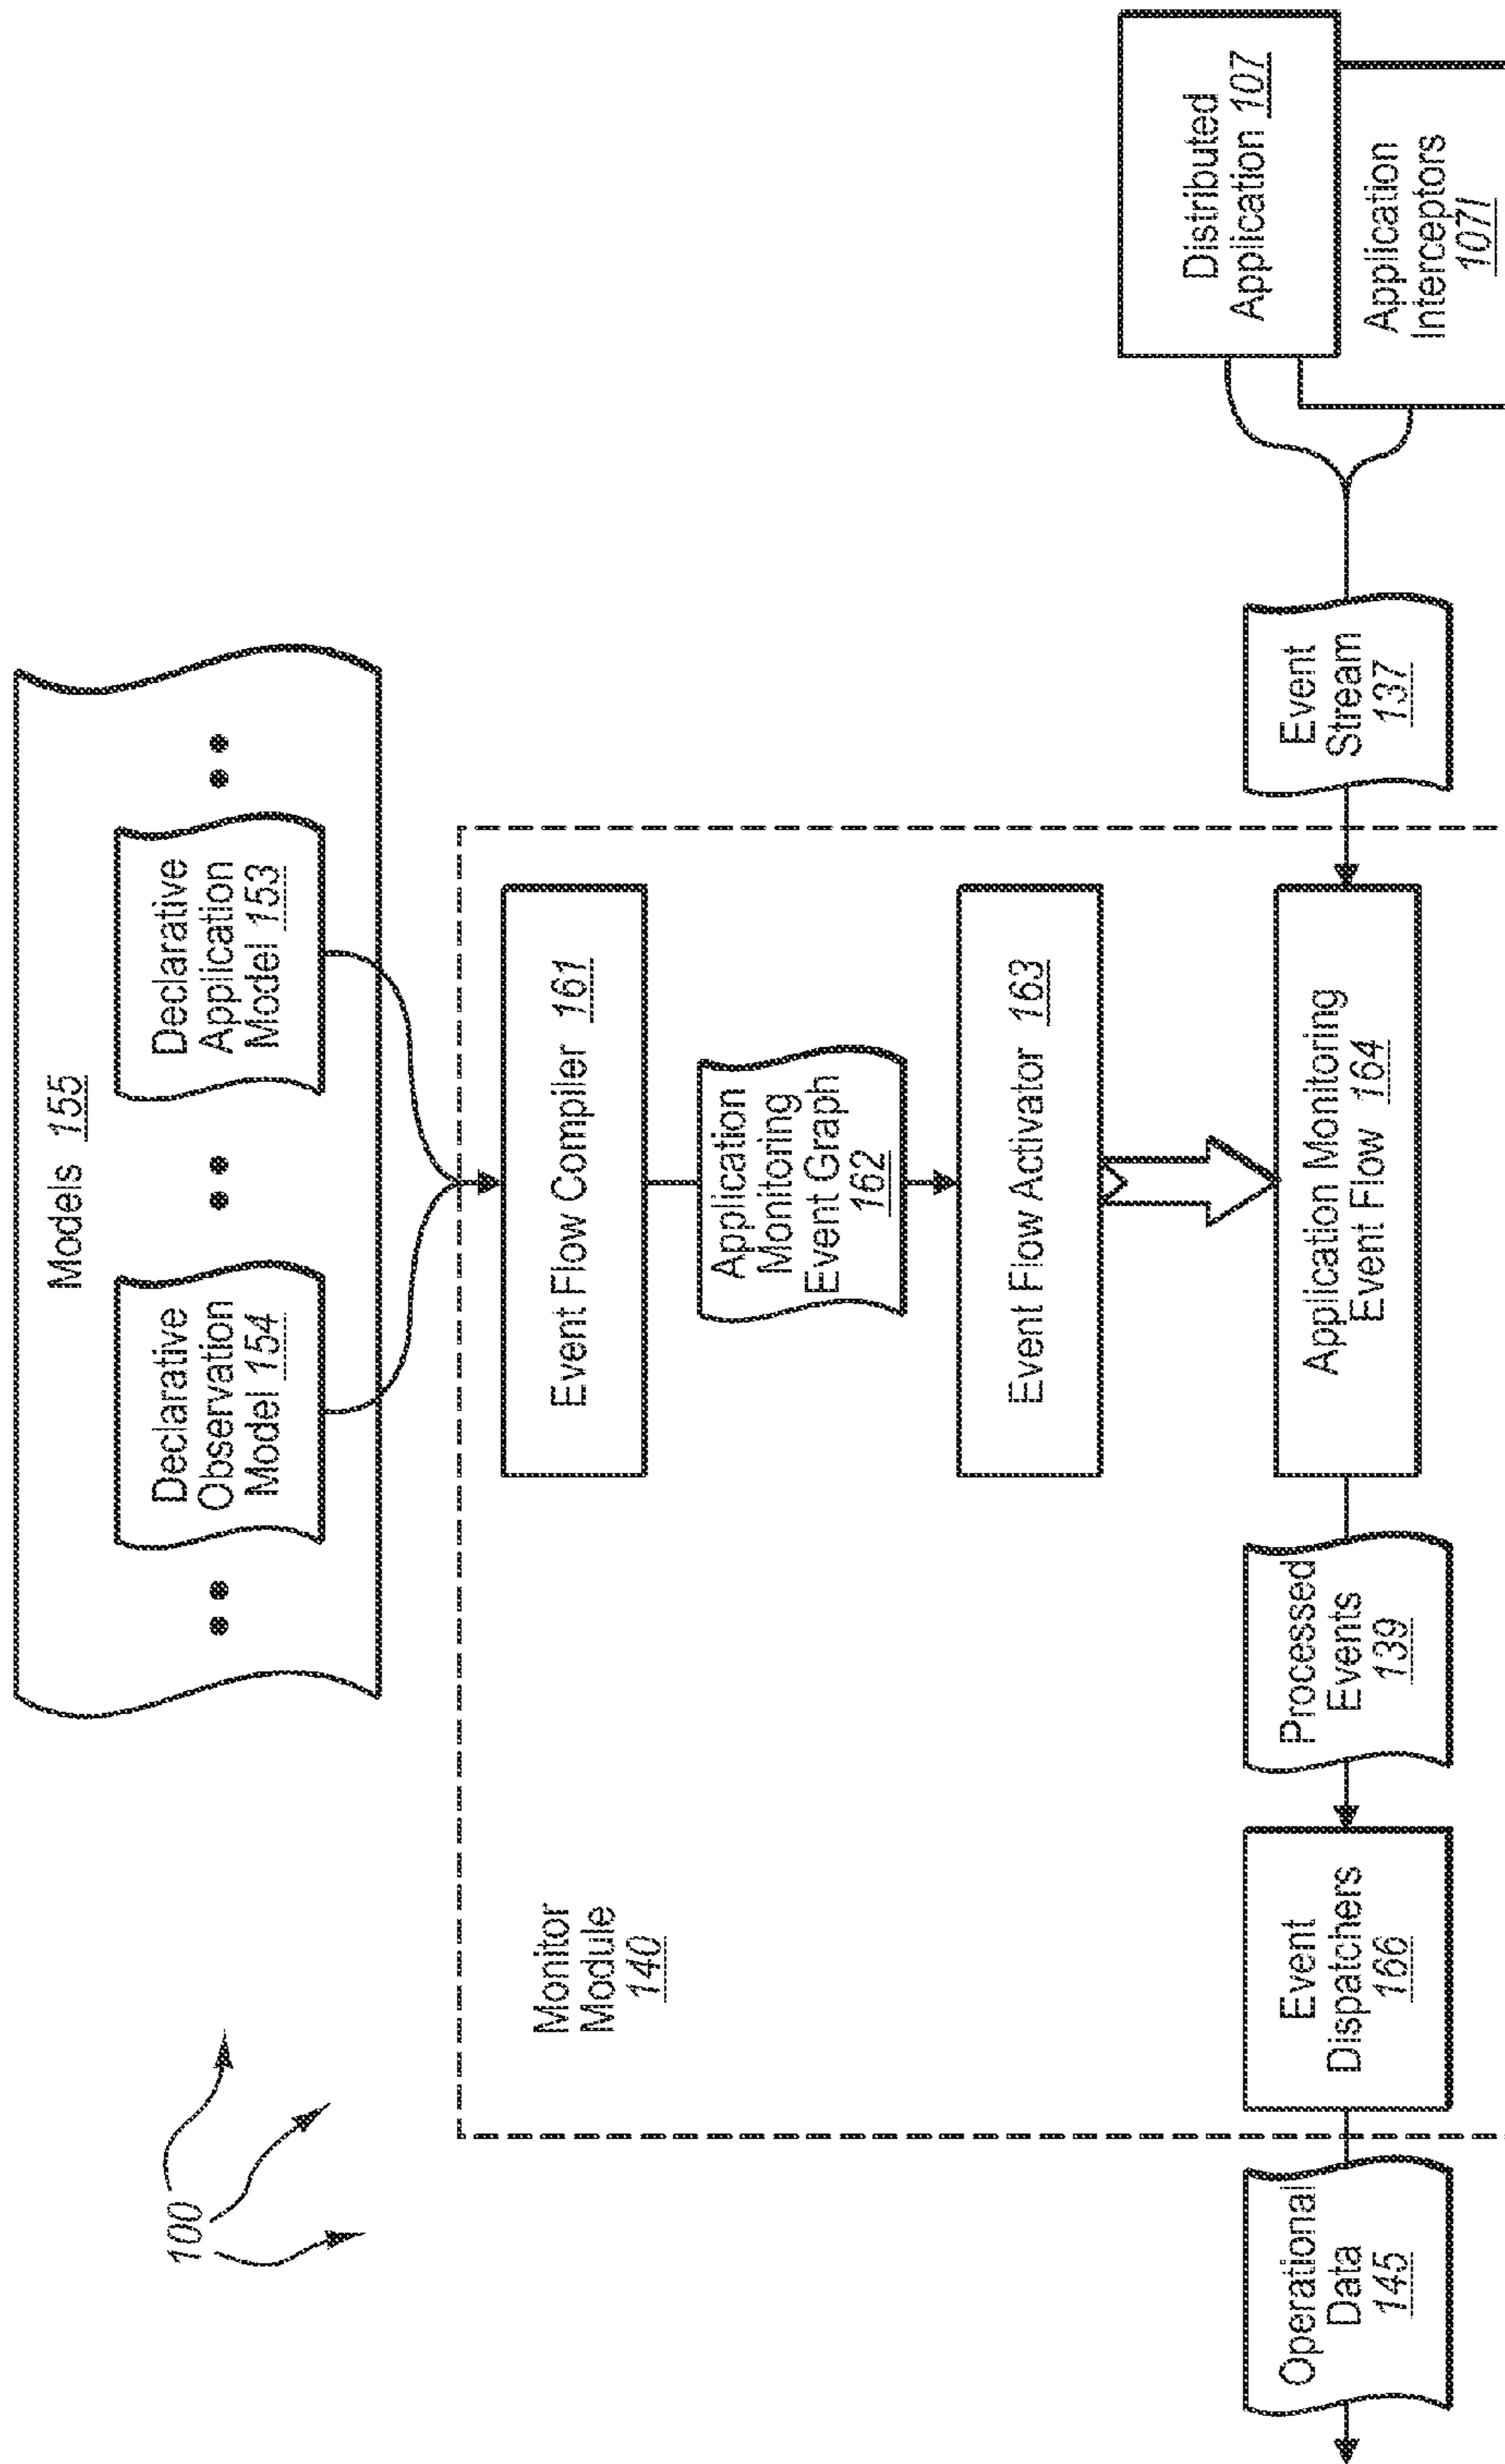 100
Models 155
Declarative
Observation
Model 154
Declarative
Application
Model 153
Monitor
Module
140
Event Flow Compiler 161
Application
Monitoring
Event Graph
162
Event Flow Activator 163
Operational
Data
145
Event
Dispatchers
166
Processed
Events
139
Application Monitoring
Event Flow 164
Event
Stream
137
Distributed
Application 107
Application
Interceptors
107I